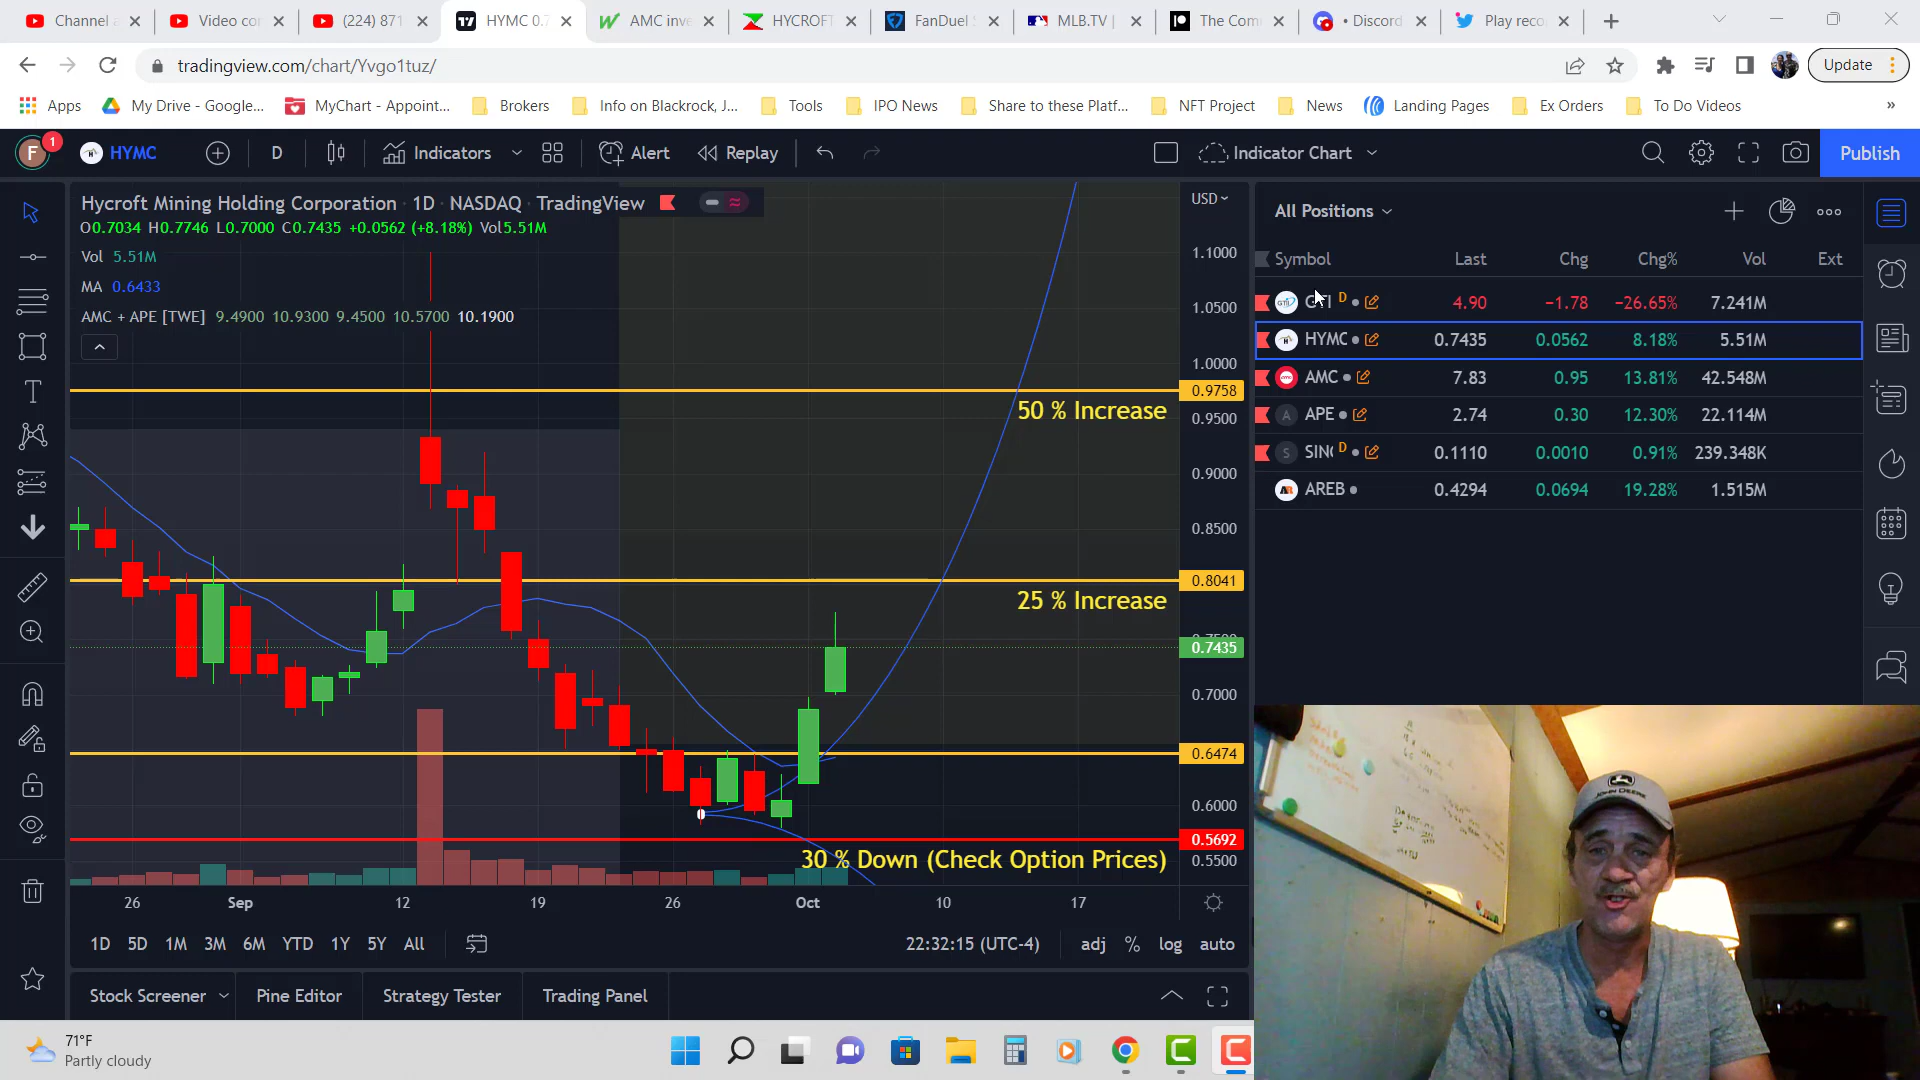 Channel
Video co
(224) 871
HYMC 0.7
AMC inve
HYCROFT
FanDuel
MLB.TV |
The Com
• Discord
Play reco
tradingview.com/chart/Yvgo1tuz/
Update
Apps
My Drive - Google...
MyChart - Appoint...
Brokers
Info on Blackrock, J...
Tools
IPO News
Share to these Platf...
NFT Project
News
Landing Pages
Ex Orders
To Do Videos
»
F
1
HYMC
D
Indicators
Alert
Replay
Indicator Chart
Publish
Hycroft Mining Holding Corporation · 1D · NASDAQ · TradingView
O0.7034 H0.7746 L0.7000 C0.7435 +0.0562 (+8.18%) Vol5.51M
Vol 5.51M
MA 0.6433
AMC + APE [TWE] 9.4900 10.9300 9.4500 10.5700 10.1900
USD
1.1000
1.0500
1.0000
0.9758
50 % Increase
0.9500
0.9000
0.8500
0.8041
25 % Increase
0.7435
0.7000
0.6474
0.6000
0.5692
30 % Down (Check Option Prices)
0.5500
26
Sep
12
19
26
Oct
10
17
1D 5D 1M 3M 6M YTD 1Y 5Y All
22:32:15 (UTC-4)
adj % log auto
Stock Screener
Pine Editor
Strategy Tester
Trading Panel
All Positions
Symbol Last Chg Chg% Vol Ext
D 4.90 −1.78 −26.65% 7.241M
HYMC 0.7435 0.0562 8.18% 5.51M
AMC 7.83 0.95 13.81% 42.548M
A APE 2.74 0.30 12.30% 22.114M
S SIN D 0.1110 0.0010 0.91% 239.348K
AREB 0.4294 0.0694 19.28% 1.515M
JOHN DEERE
71°F
Partly cloudy